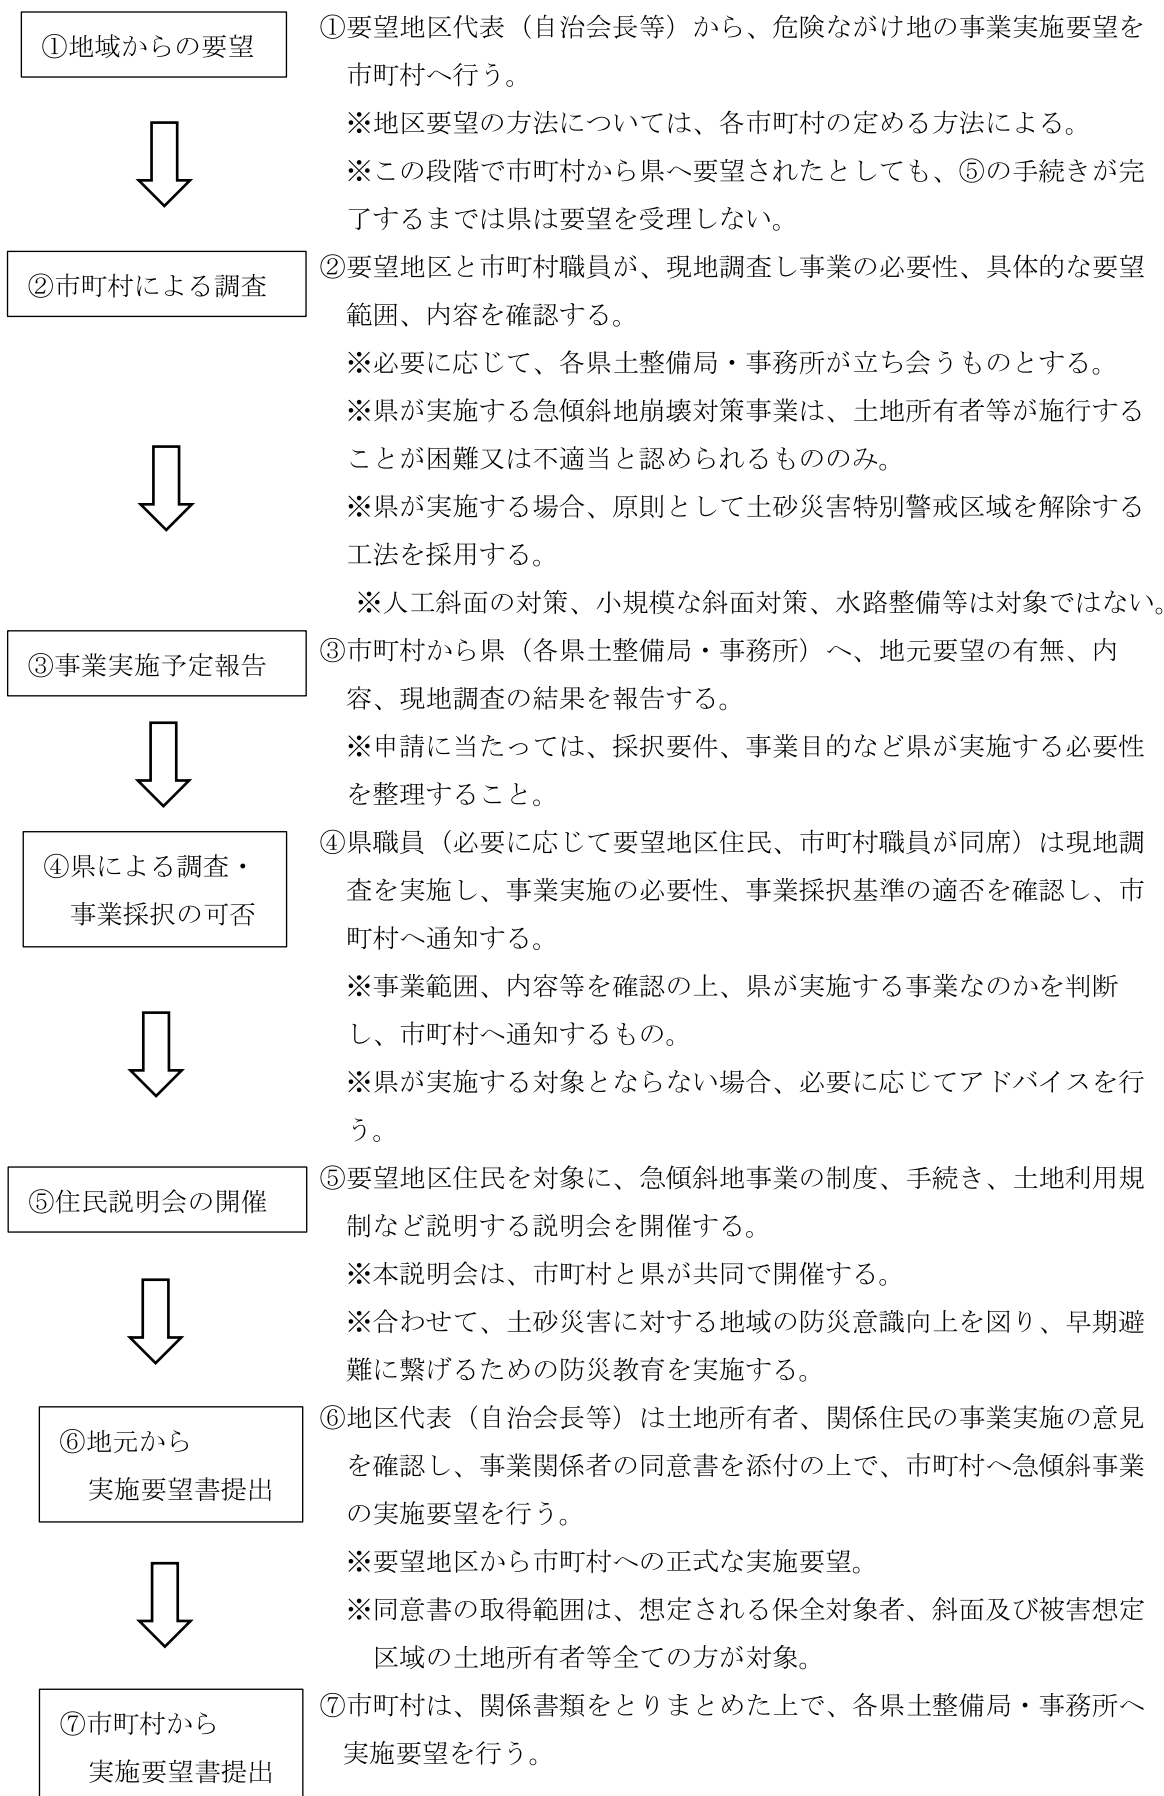 ①地域からの要望
①要望地区代表（自治会長等）から、危険ながけ地の事業実施要望を
市町村へ行う。
※地区要望の方法については、各市町村の定める方法による。
※この段階で市町村から県へ要望されたとしても、⑤の手続きが完
了するまでは県は要望を受理しない。
②市町村による調査
②要望地区と市町村職員が、現地調査し事業の必要性、具体的な要望
範囲、内容を確認する。
※必要に応じて、各県土整備局・事務所が立ち会うものとする。
※県が実施する急傾斜地崩壊対策事業は、土地所有者等が施行する
ことが困難又は不適当と認められるもののみ。
※県が実施する場合、原則として土砂災害特別警戒区域を解除する
工法を採用する。
※人工斜面の対策、小規模な斜面対策、水路整備等は対象ではない。
③事業実施予定報告
③市町村から県（各県土整備局・事務所）へ、地元要望の有無、内
容、現地調査の結果を報告する。
※申請に当たっては、採択要件、事業目的など県が実施する必要性
を整理すること。
④県による調査・
事業採択の可否
④県職員（必要に応じて要望地区住民、市町村職員が同席）は現地調
査を実施し、事業実施の必要性、事業採択基準の適否を確認し、市
町村へ通知する。
※事業範囲、内容等を確認の上、県が実施する事業なのかを判断
し、市町村へ通知するもの。
※県が実施する対象とならない場合、必要に応じてアドバイスを行
う。
⑤住民説明会の開催
⑤要望地区住民を対象に、急傾斜地事業の制度、手続き、土地利用規
制など説明する説明会を開催する。
※本説明会は、市町村と県が共同で開催する。
※合わせて、土砂災害に対する地域の防災意識向上を図り、早期避
難に繋げるための防災教育を実施する。
⑥地元から
実施要望書提出
⑥地区代表（自治会長等）は土地所有者、関係住民の事業実施の意見
を確認し、事業関係者の同意書を添付の上で、市町村へ急傾斜事業
の実施要望を行う。
※要望地区から市町村への正式な実施要望。
※同意書の取得範囲は、想定される保全対象者、斜面及び被害想定
区域の土地所有者等全ての方が対象。
⑦市町村から
実施要望書提出
⑦市町村は、関係書類をとりまとめた上で、各県土整備局・事務所へ
実施要望を行う。